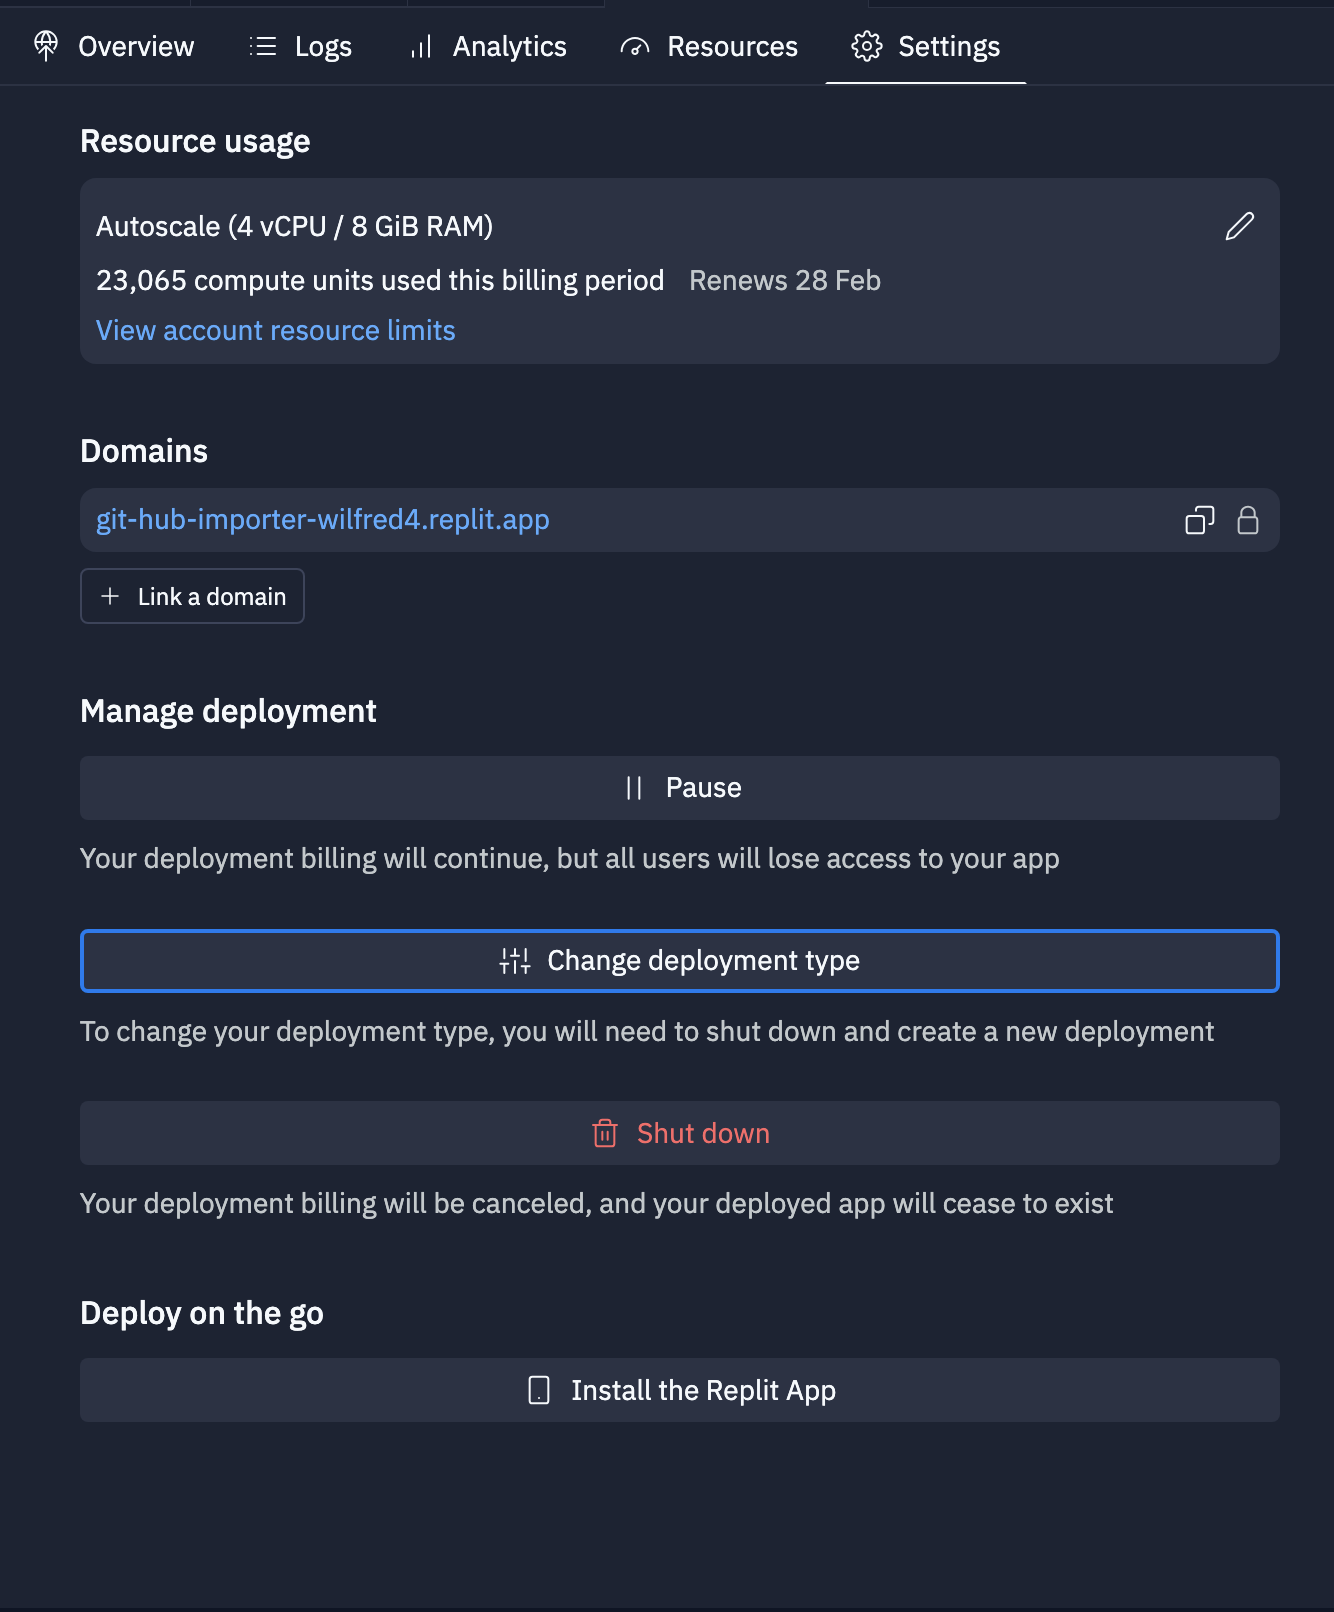 Overview Logs Analytics Resources Settings
Resource usage
Autoscale (4 vCPU / 8 GiB RAM)
23,065 compute units used this billing period Renews 28 Feb
View account resource limits
Domains
git-hub-importer-wilfred4.replit.app
Link a domain
Manage deployment
Pause
Your deployment billing will continue, but all users will lose access to your app
Change deployment type
To change your deployment type, you will need to shut down and create a new deployment
Shut down
Your deployment billing will be canceled, and your deployed app will cease to exist
Deploy on the go
Install the Replit App